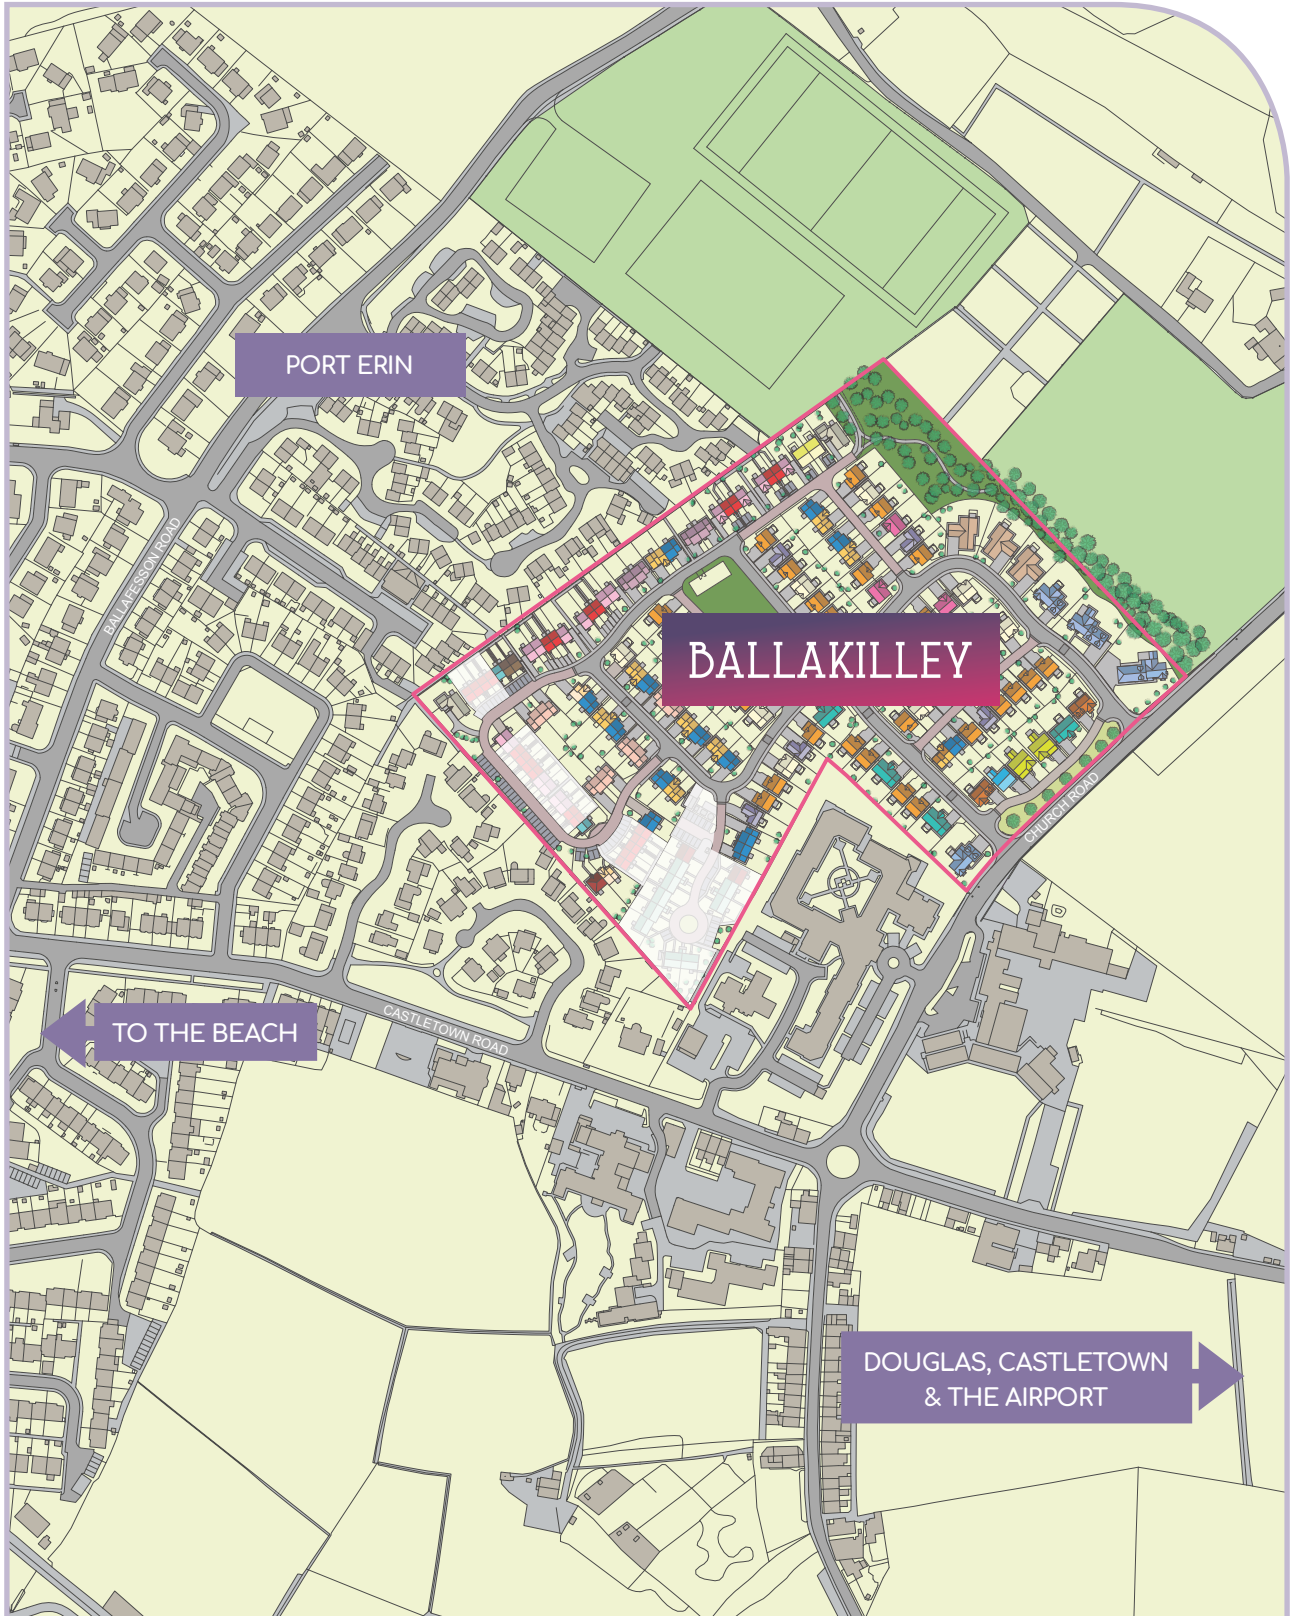 PORT ERIN
BALLAFESSON ROAD
BALLAKILLEY
CHURCH ROAD
TO THE BEACH
CASTLETOWN ROAD
DOUGLAS, CASTLETOWN
& THE AIRPORT